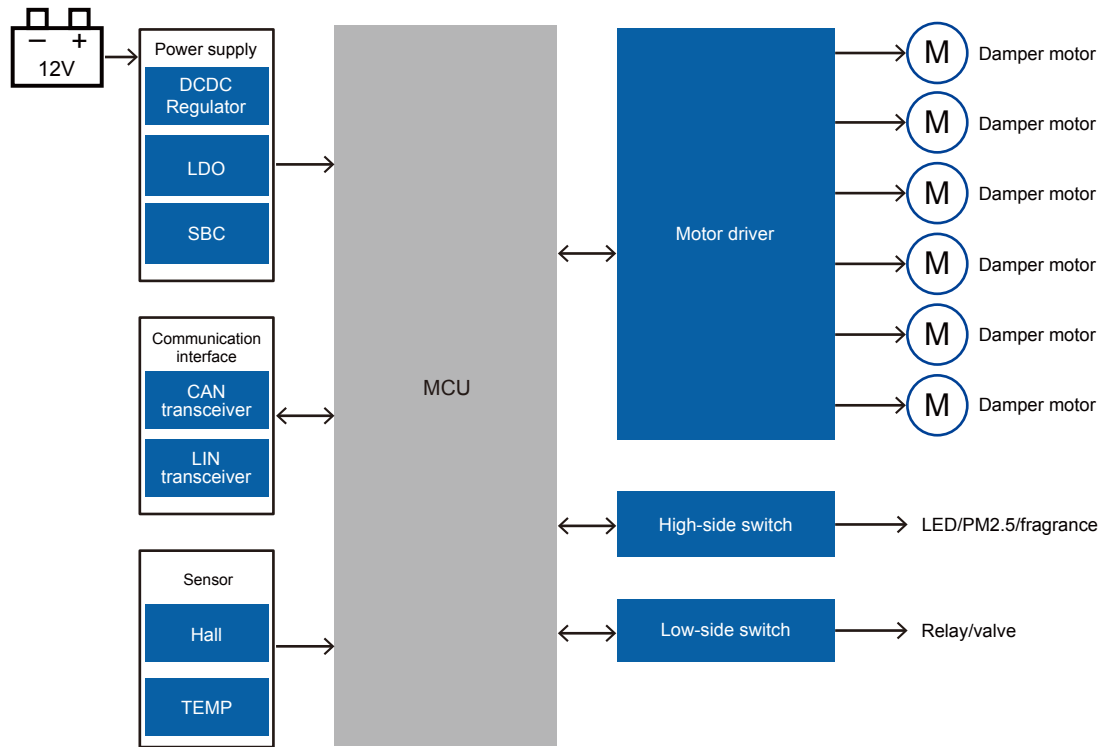 − +
12V
Power supply
DCDC
Regulator
LDO
SBC
Communication
interface
CAN
transceiver
LIN
transceiver
Sensor
Hall
TEMP
MCU
Motor driver
High-side switch
Low-side switch
M Damper motor
M Damper motor
M Damper motor
M Damper motor
M Damper motor
M Damper motor
LED/PM2.5/fragrance
Relay/valve